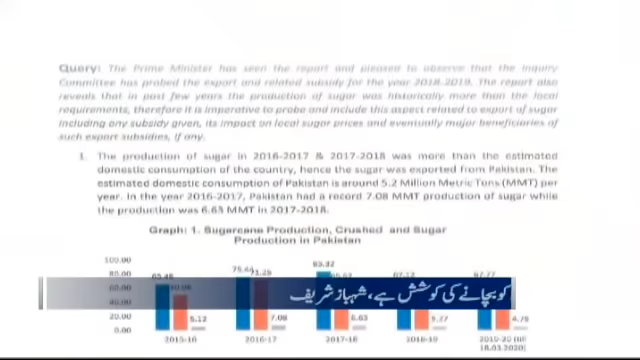 Query: The Prime Minister has seen the report and pleased to observe that the Inquiry
Committee has probed the export and related subsidy for the year 2018-2019. The report also
reveals that in past few years the production of sugar was historically more than the local
requirements, therefore it is imperative to probe and include this aspect related to export of sugar
including any subsidy given, its impact on local sugar prices and eventually major beneficiaries of
such export subsidies, if any.
1. The production of sugar in 2016-2017 & 2017-2018 was more than the estimated
domestic consumption of the country, hence the sugar was exported from Pakistan. The
estimated domestic consumption of Pakistan is around 5.2 Million Metric Tons (MMT) per
year. In the year 2016-2017, Pakistan had a record 7.08 MMT production of sugar while
the production was 6.63 MMT in 2017-2018.
Graph: 1. Sugarcane Production, Crushed and Sugar
Production in Pakistan
100.00
80.00
60.00
40.00
20.00
0.00
65.48 75.44 71.25 83.32
5.12 7.08 6.63 4.75
2015-16 2016-17 2017-18 2018-19 2019-20 (till
18.03.2020)
کو بچانے کی کوشش ہے، شہباز شریف